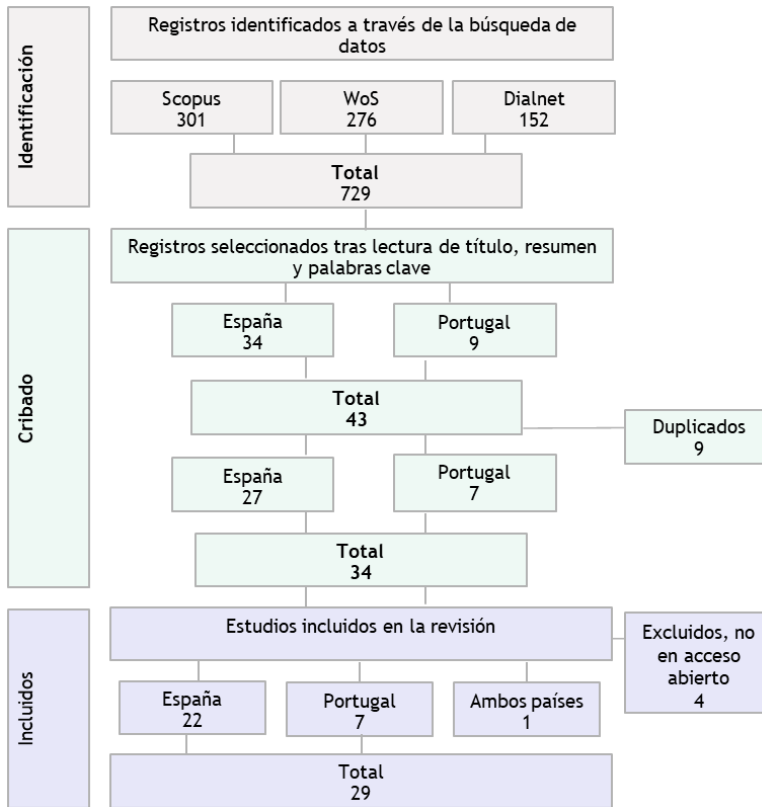 Identificación
Registros identificados a través de la búsqueda de
datos
Scopus
301
WoS
276
Dialnet
152
Total
729
Cribado
Registros seleccionados tras lectura de título, resumen
y palabras clave
España
34
Portugal
9
Total
43
Duplicados
9
España
27
Portugal
7
Total
34
Incluidos
Estudios incluidos en la revisión
Excluidos, no
en acceso
abierto
4
España
22
Portugal
7
Ambos países
1
Total
29